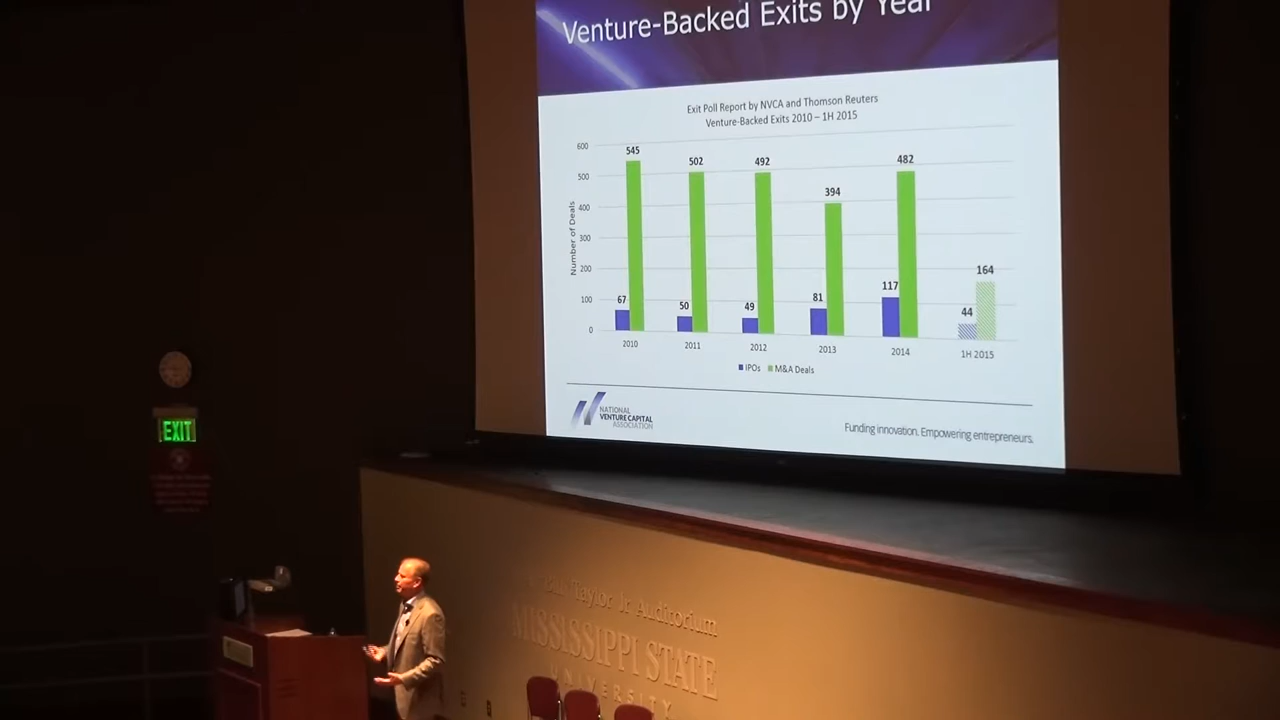 Venture-Backed Exits by Year
Exit Poll Report by NVCA and Thomson Reuters
Venture-Backed Exits 2010 – 1H 2015
Number of Deals
600
500
400
300
200
100
0
545
502
492
394
482
164
67
50
49
81
117
44
2010
2011
2012
2013
2014
1H 2015
IPOs
M&A Deals
NATIONAL
VENTURE CAPITAL
ASSOCIATION
Funding innovation. Empowering entrepreneurs.
EXIT
Taylor Jr Auditorium
MISSISSIPPI STATE
UNIVERSITY